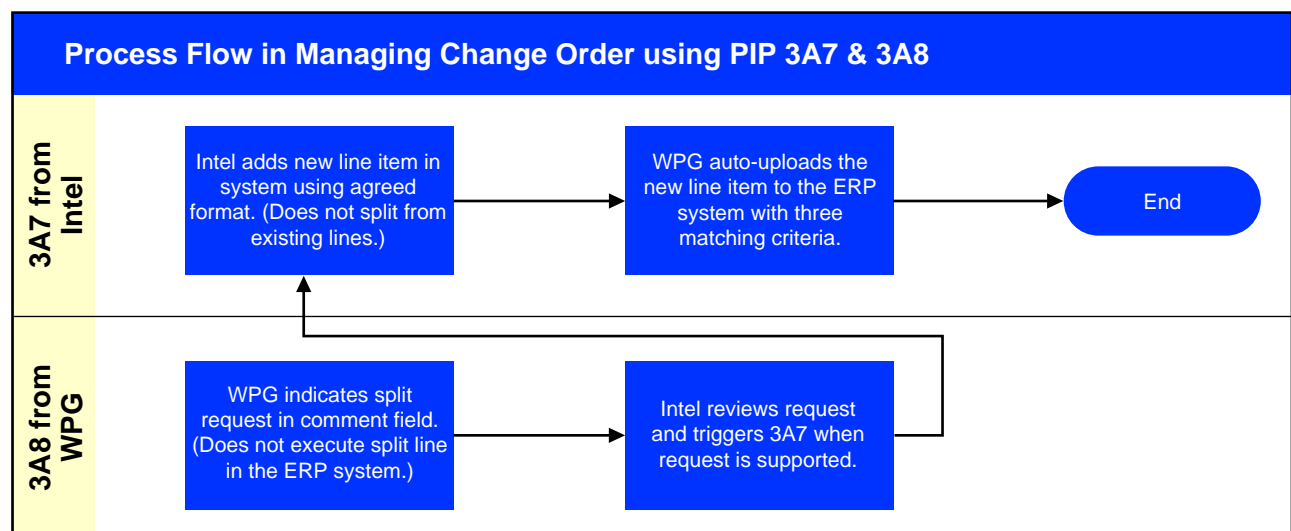 Process Flow in Managing Change Order using PIP 3A7 & 3A8
3A7 from
Intel
Intel adds new line item in
system using agreed
format. (Does not split from
existing lines.)
WPG auto-uploads the
new line item to the ERP
system with three
matching criteria.
End
3A8 from
WPG
WPG indicates split
request in comment field.
(Does not execute split line
in the ERP system.)
Intel reviews request
and triggers 3A7 when
request is supported.